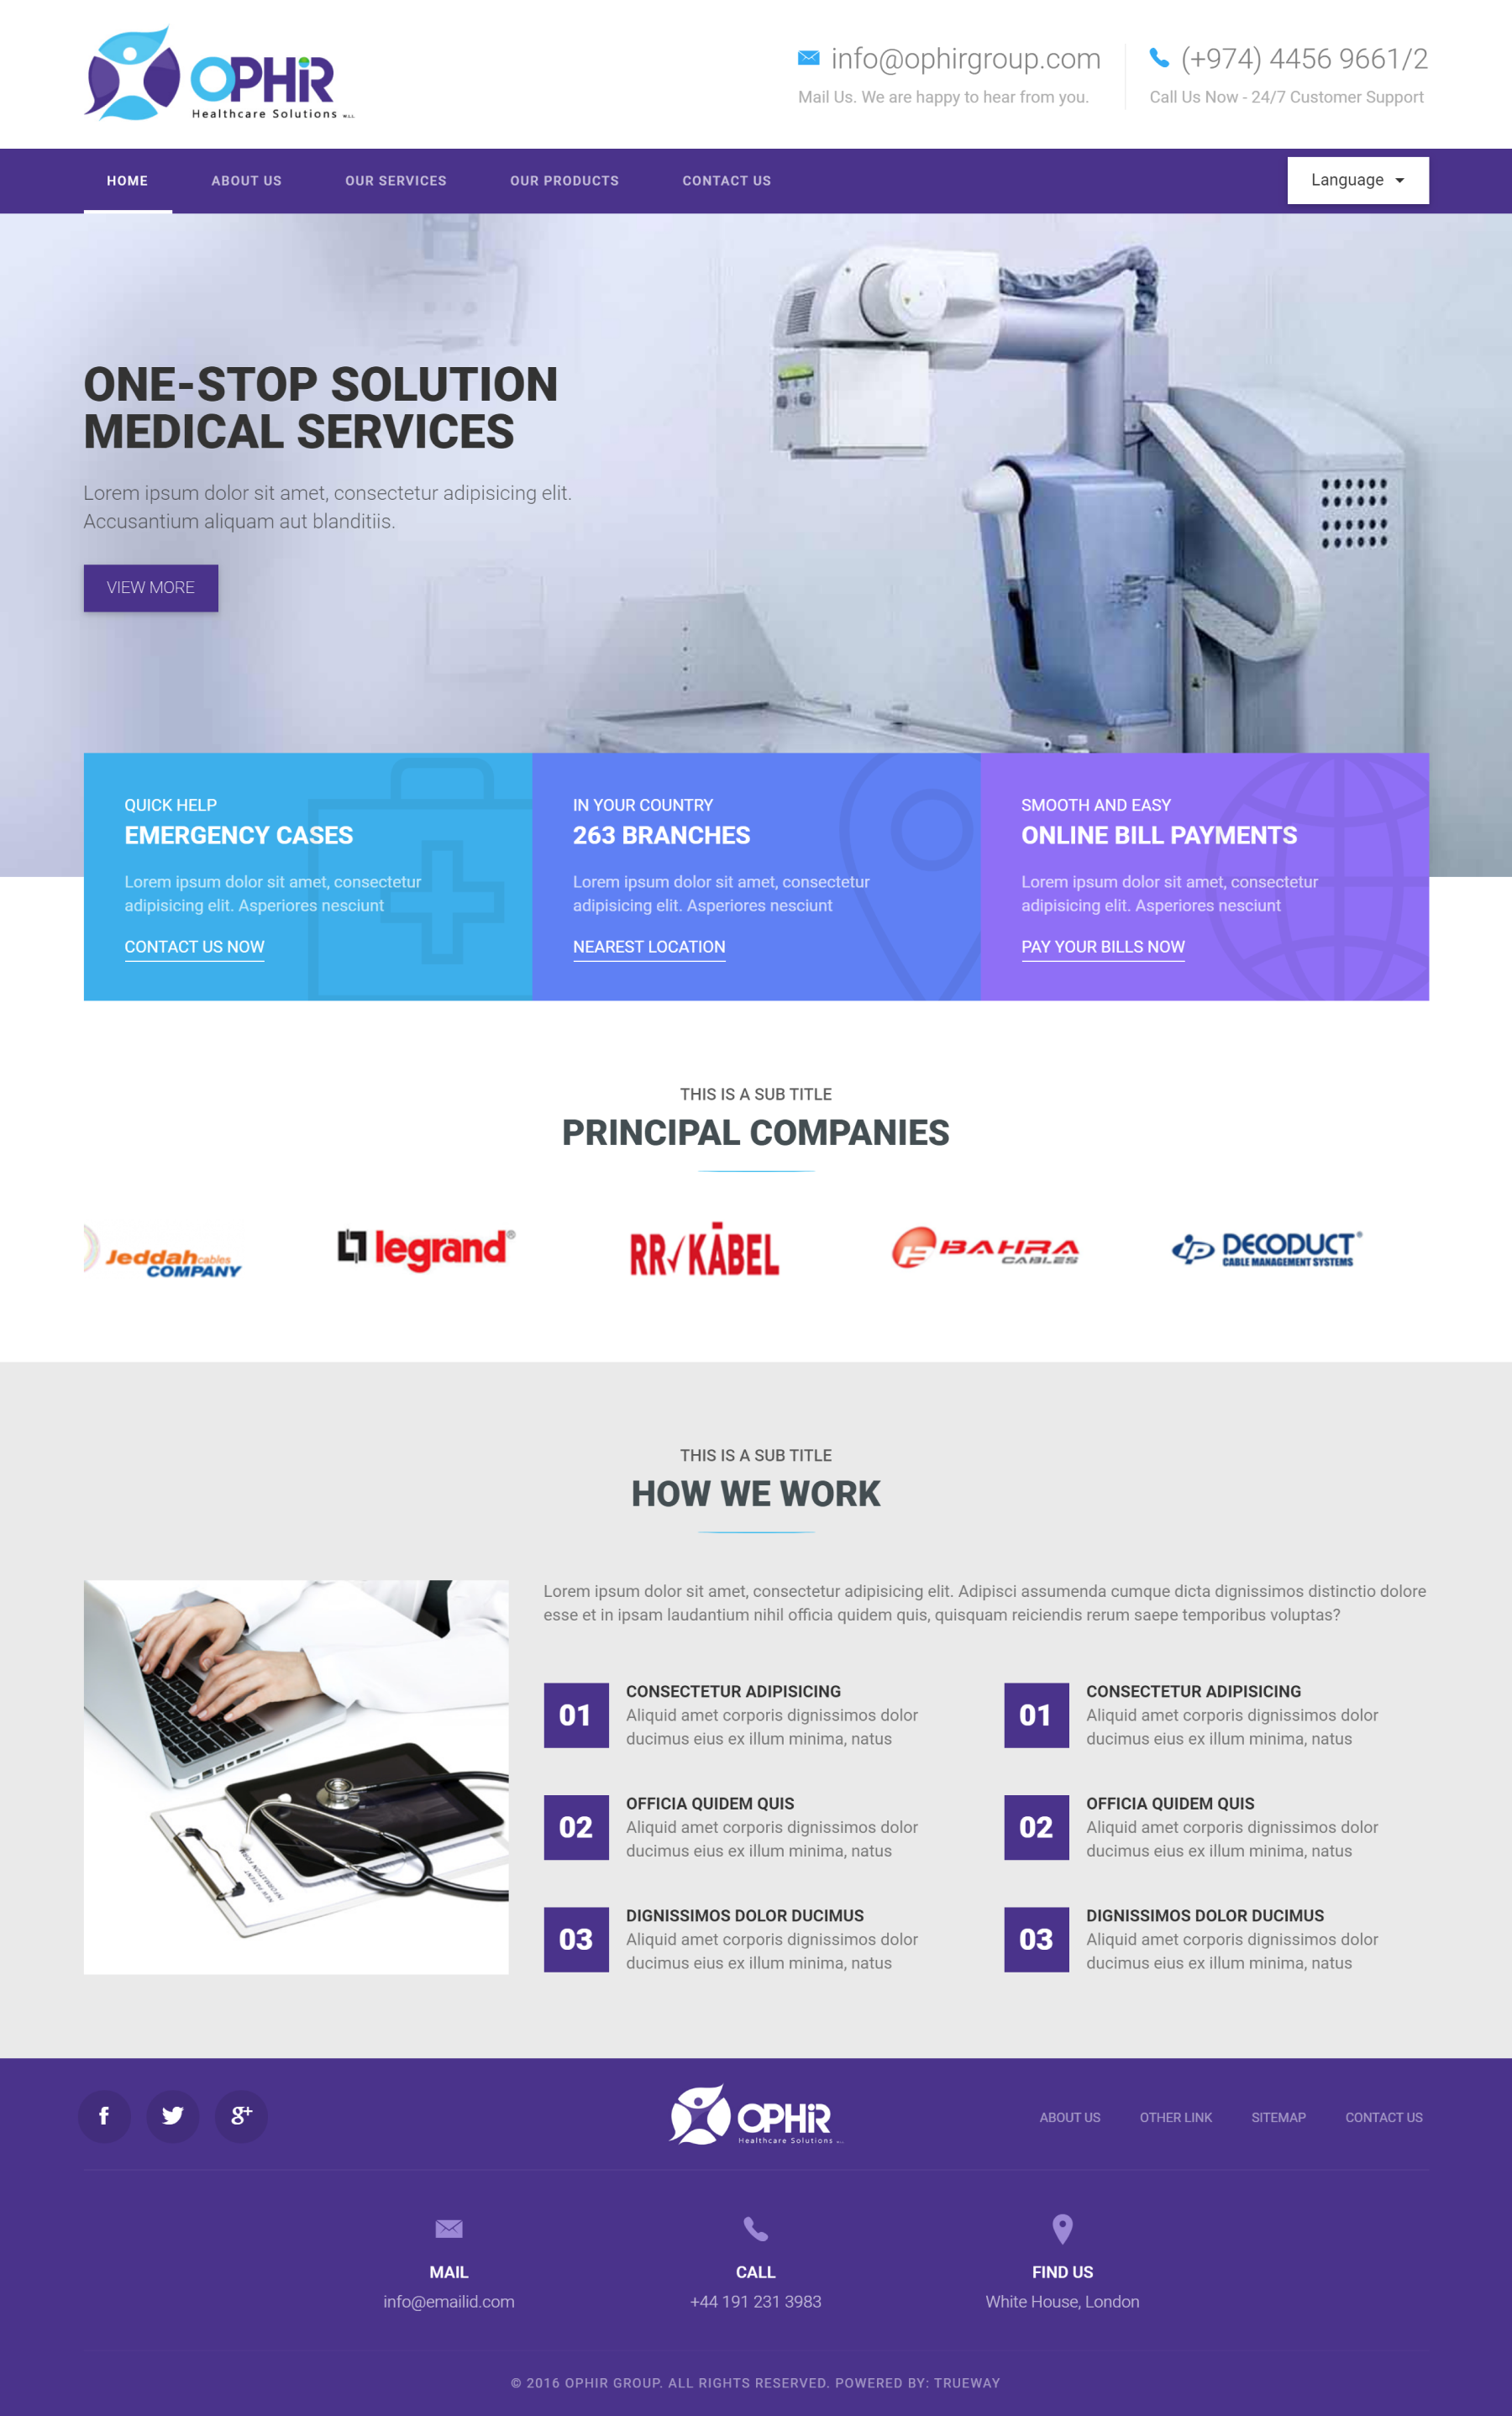 OPHIR
Healthcare Solutions W.L.L.
info@ophirgroup.com
Mail Us. We are happy to hear from you.
(+974) 4456 9661/2
Call Us Now - 24/7 Customer Support
HOME
ABOUT US
OUR SERVICES
OUR PRODUCTS
CONTACT US
Language
ONE-STOP SOLUTION
MEDICAL SERVICES
Lorem ipsum dolor sit amet, consectetur adipisicing elit.
Accusantium aliquam aut blanditiis.
VIEW MORE
QUICK HELP
EMERGENCY CASES
Lorem ipsum dolor sit amet, consectetur
adipisicing elit. Asperiores nesciunt
CONTACT US NOW
IN YOUR COUNTRY
263 BRANCHES
Lorem ipsum dolor sit amet, consectetur
adipisicing elit. Asperiores nesciunt
NEAREST LOCATION
SMOOTH AND EASY
ONLINE BILL PAYMENTS
Lorem ipsum dolor sit amet, consectetur
adipisicing elit. Asperiores nesciunt
PAY YOUR BILLS NOW
THIS IS A SUB TITLE
PRINCIPAL COMPANIES
Jeddah cables
COMPANY
legrand®
RR KABEL
BAHRA
CABLES
DECODUCT®
CABLE MANAGEMENT SYSTEMS
THIS IS A SUB TITLE
HOW WE WORK
Lorem ipsum dolor sit amet, consectetur adipisicing elit. Adipisci assumenda cumque dicta dignissimos distinctio dolore
esse et in ipsam laudantium nihil officia quidem quis, quisquam reiciendis rerum saepe temporibus voluptas?
01
CONSECTETUR ADIPISICING
Aliquid amet corporis dignissimos dolor
ducimus eius ex illum minima, natus
01
CONSECTETUR ADIPISICING
Aliquid amet corporis dignissimos dolor
ducimus eius ex illum minima, natus
02
OFFICIA QUIDEM QUIS
Aliquid amet corporis dignissimos dolor
ducimus eius ex illum minima, natus
02
OFFICIA QUIDEM QUIS
Aliquid amet corporis dignissimos dolor
ducimus eius ex illum minima, natus
03
DIGNISSIMOS DOLOR DUCIMUS
Aliquid amet corporis dignissimos dolor
ducimus eius ex illum minima, natus
03
DIGNISSIMOS DOLOR DUCIMUS
Aliquid amet corporis dignissimos dolor
ducimus eius ex illum minima, natus
NEW PATIENT
INFORMATION FORM
OPHIR
Healthcare Solutions
ABOUT US
OTHER LINK
SITEMAP
CONTACT US
MAIL
info@emailid.com
CALL
+44 191 231 3983
FIND US
White House, London
© 2016 OPHIR GROUP. ALL RIGHTS RESERVED. POWERED BY: TRUEWAY